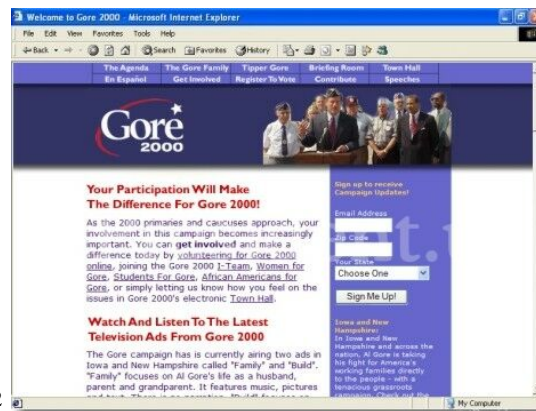 Welcome to Gore 2000 - Microsoft Internet Explorer
File Edit View Favorites Tools Help
Back Search Favorites History
The Agenda The Gore Family Tipper Gore Briefing Room Town Hall
En Español Get Involved Register To Vote Contribute Speeches
Gore
2000
Your Participation Will Make
The Difference For Gore 2000!
As the 2000 primaries and caucuses approach, your
involvement in this campaign becomes increasingly
important. You can get involved and make a
difference today by volunteering for Gore 2000
online, joining the Gore 2000 I-Team, Women for
Gore, Students For Gore, African Americans for
Gore, or simply letting us know how you feel on the
issues in Gore 2000's electronic Town Hall.
Watch And Listen To The Latest
Television Ads From Gore 2000
The Gore campaign has is currently airing two ads in
Iowa and New Hampshire called "Family" and "Build".
"Family" focuses on Al Gore's life as a husband,
parent and grandparent. It features music, pictures
Sign up to receive
Campaign Updates!
Email Address
Zip Code
Your State
Choose One
Sign Me Up!
Iowa and New
Hampshire:
In Iowa and New
Hampshire and across the
nation, Al Gore is taking
his fight for America's
working families directly
to the people - with a
tenacious grassroots
campaign. Check out the
My Computer